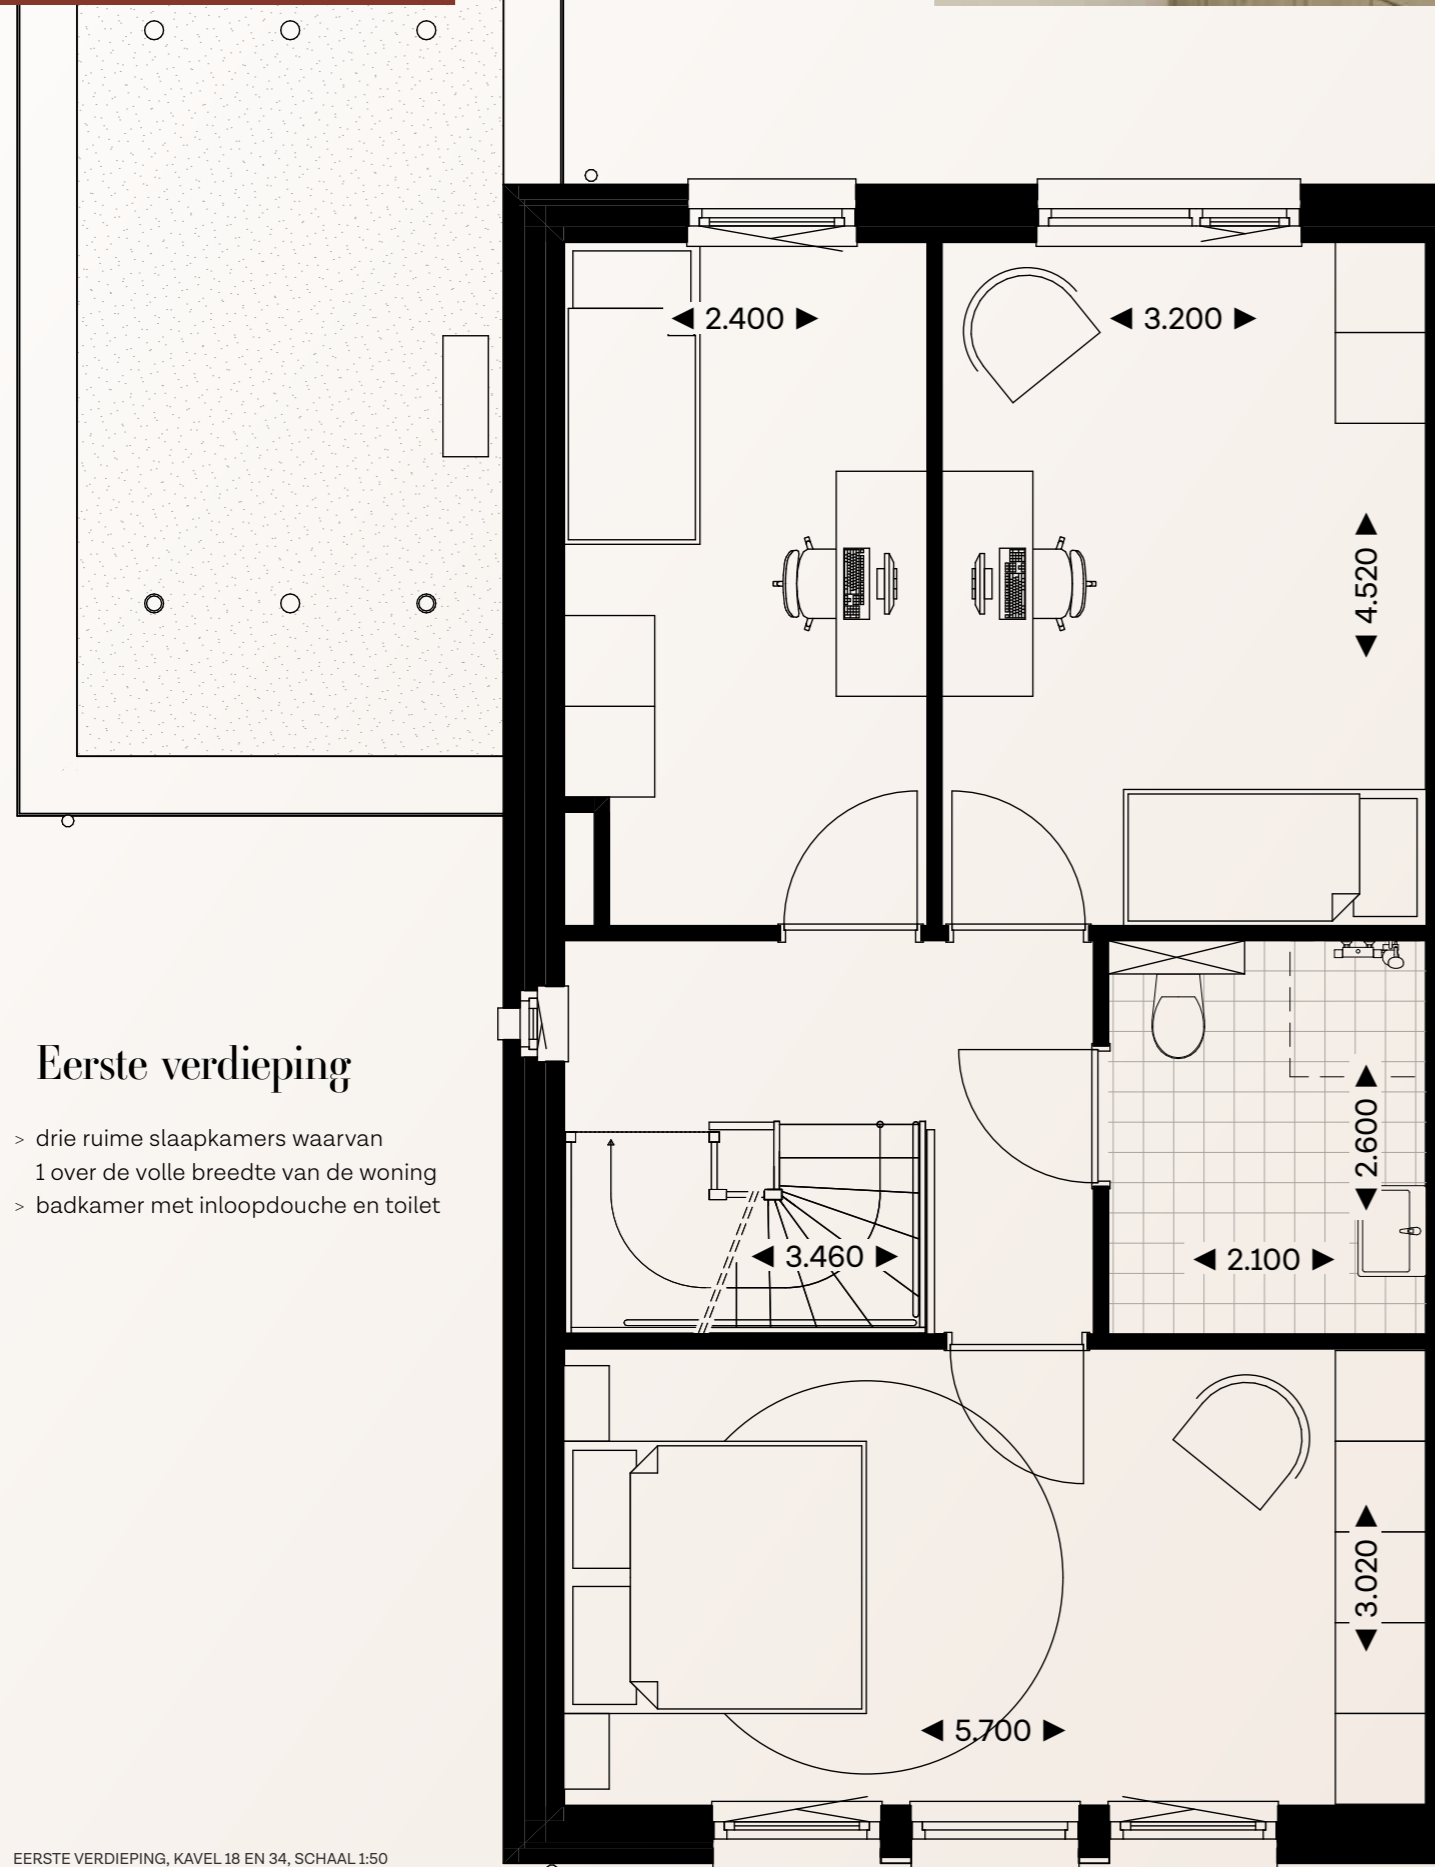 2.400
3.200
4.520
Eerste verdieping
> drie ruime slaapkamers waarvan
1 over de volle breedte van de woning
> badkamer met inloopdouche en toilet
2.600
3.460
2.100
3.020
5.700
EERSTE VERDIEPING, KAVEL 18 EN 34, SCHAAL 1:50